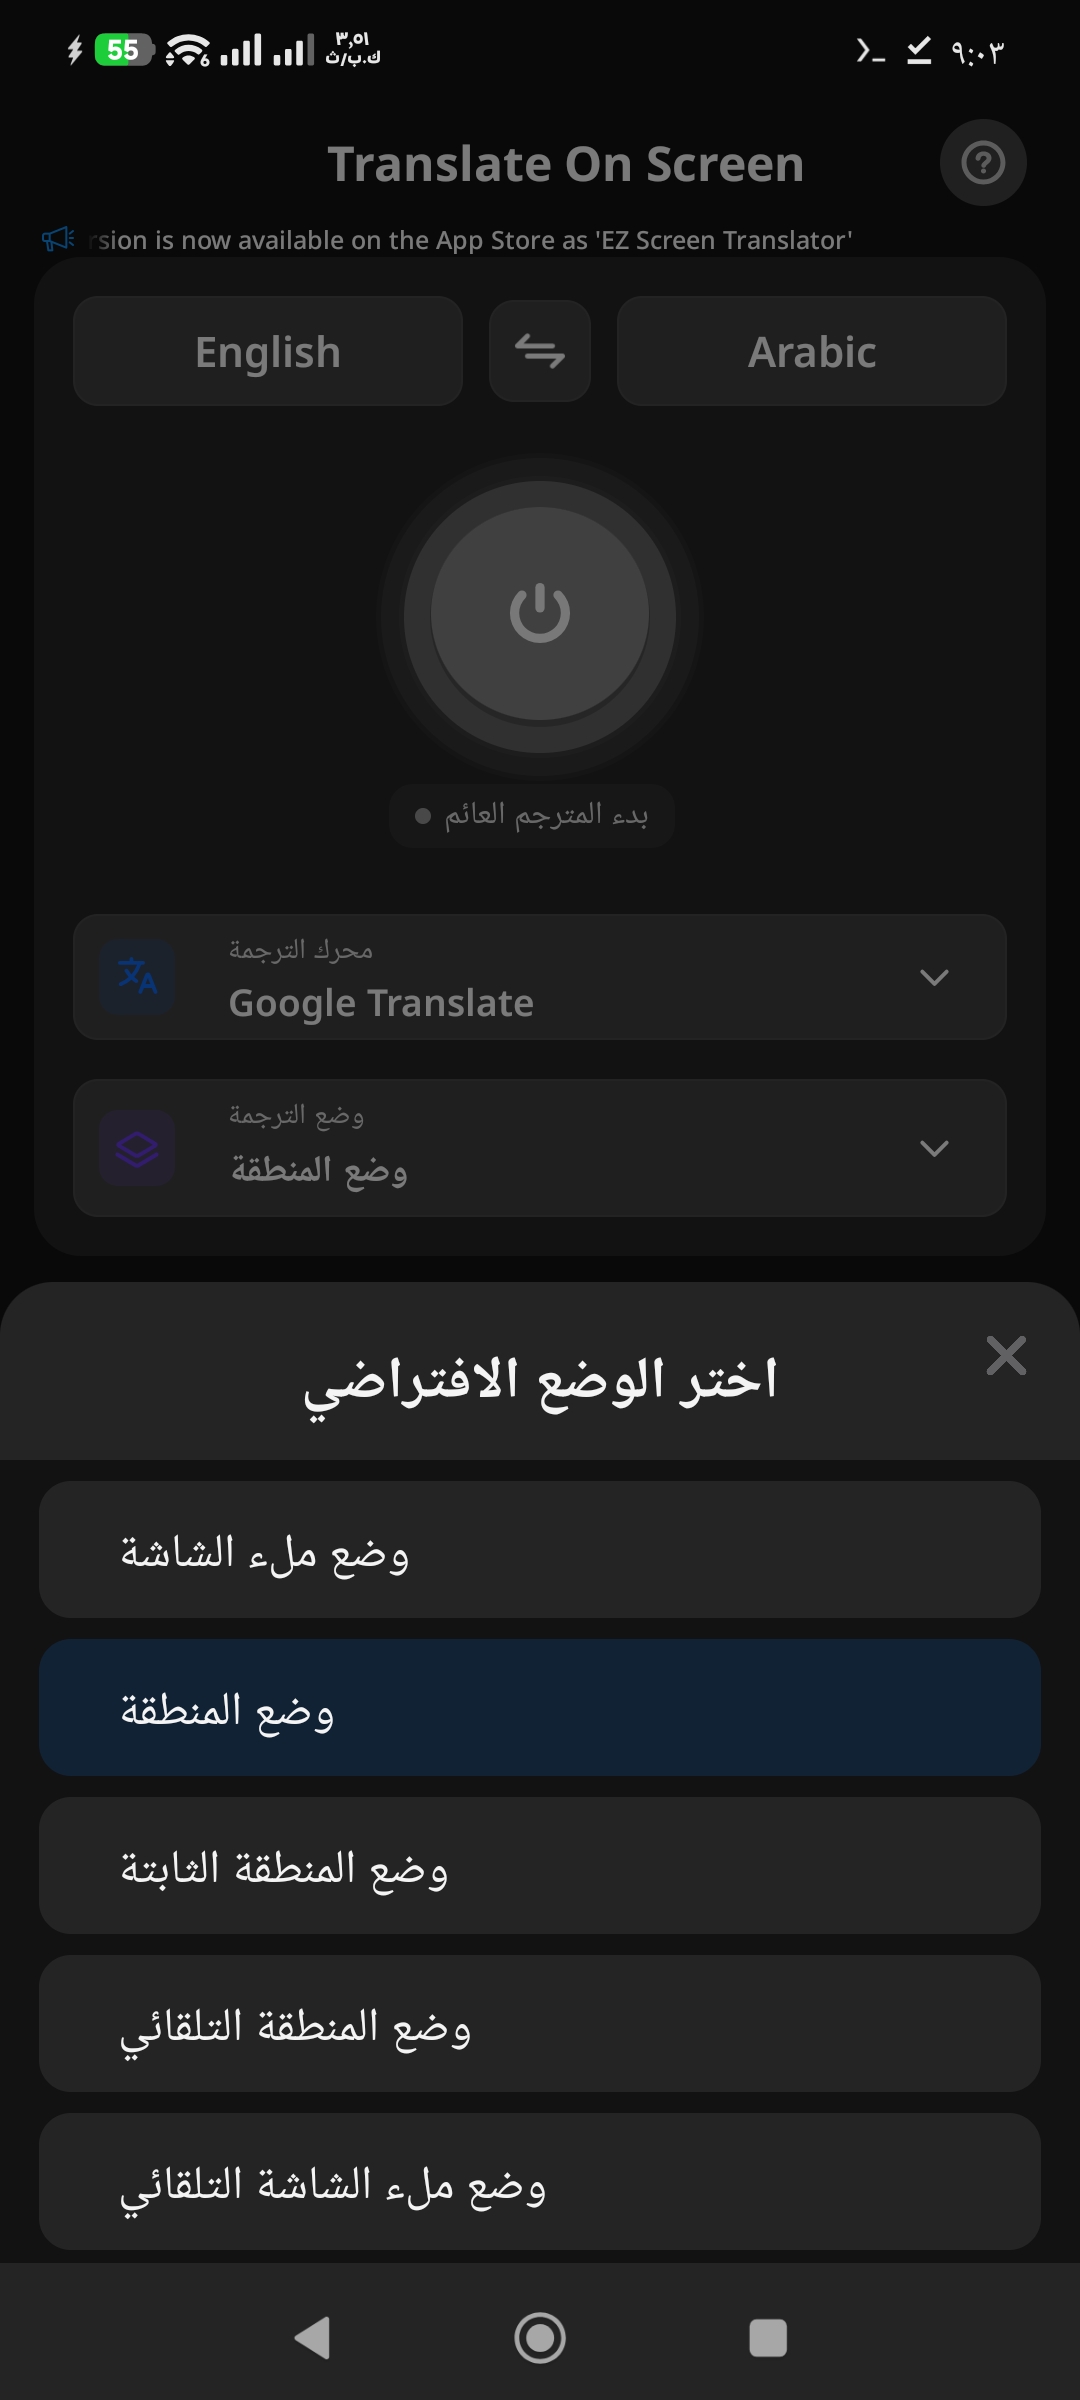 55
٣,٥١
ك.ب/ث
٩:٠٣
Translate On Screen
sion is now available on the App Store as 'EZ Screen Translator'
English
Arabic
بدء المترجم العائم
محرك الترجمة
Google Translate
وضع الترجمة
وضع المنطقة
اختر الوضع الافتراضي
وضع ملء الشاشة
وضع المنطقة
وضع المنطقة الثابتة
وضع المنطقة التلقائي
وضع ملء الشاشة التلقائي